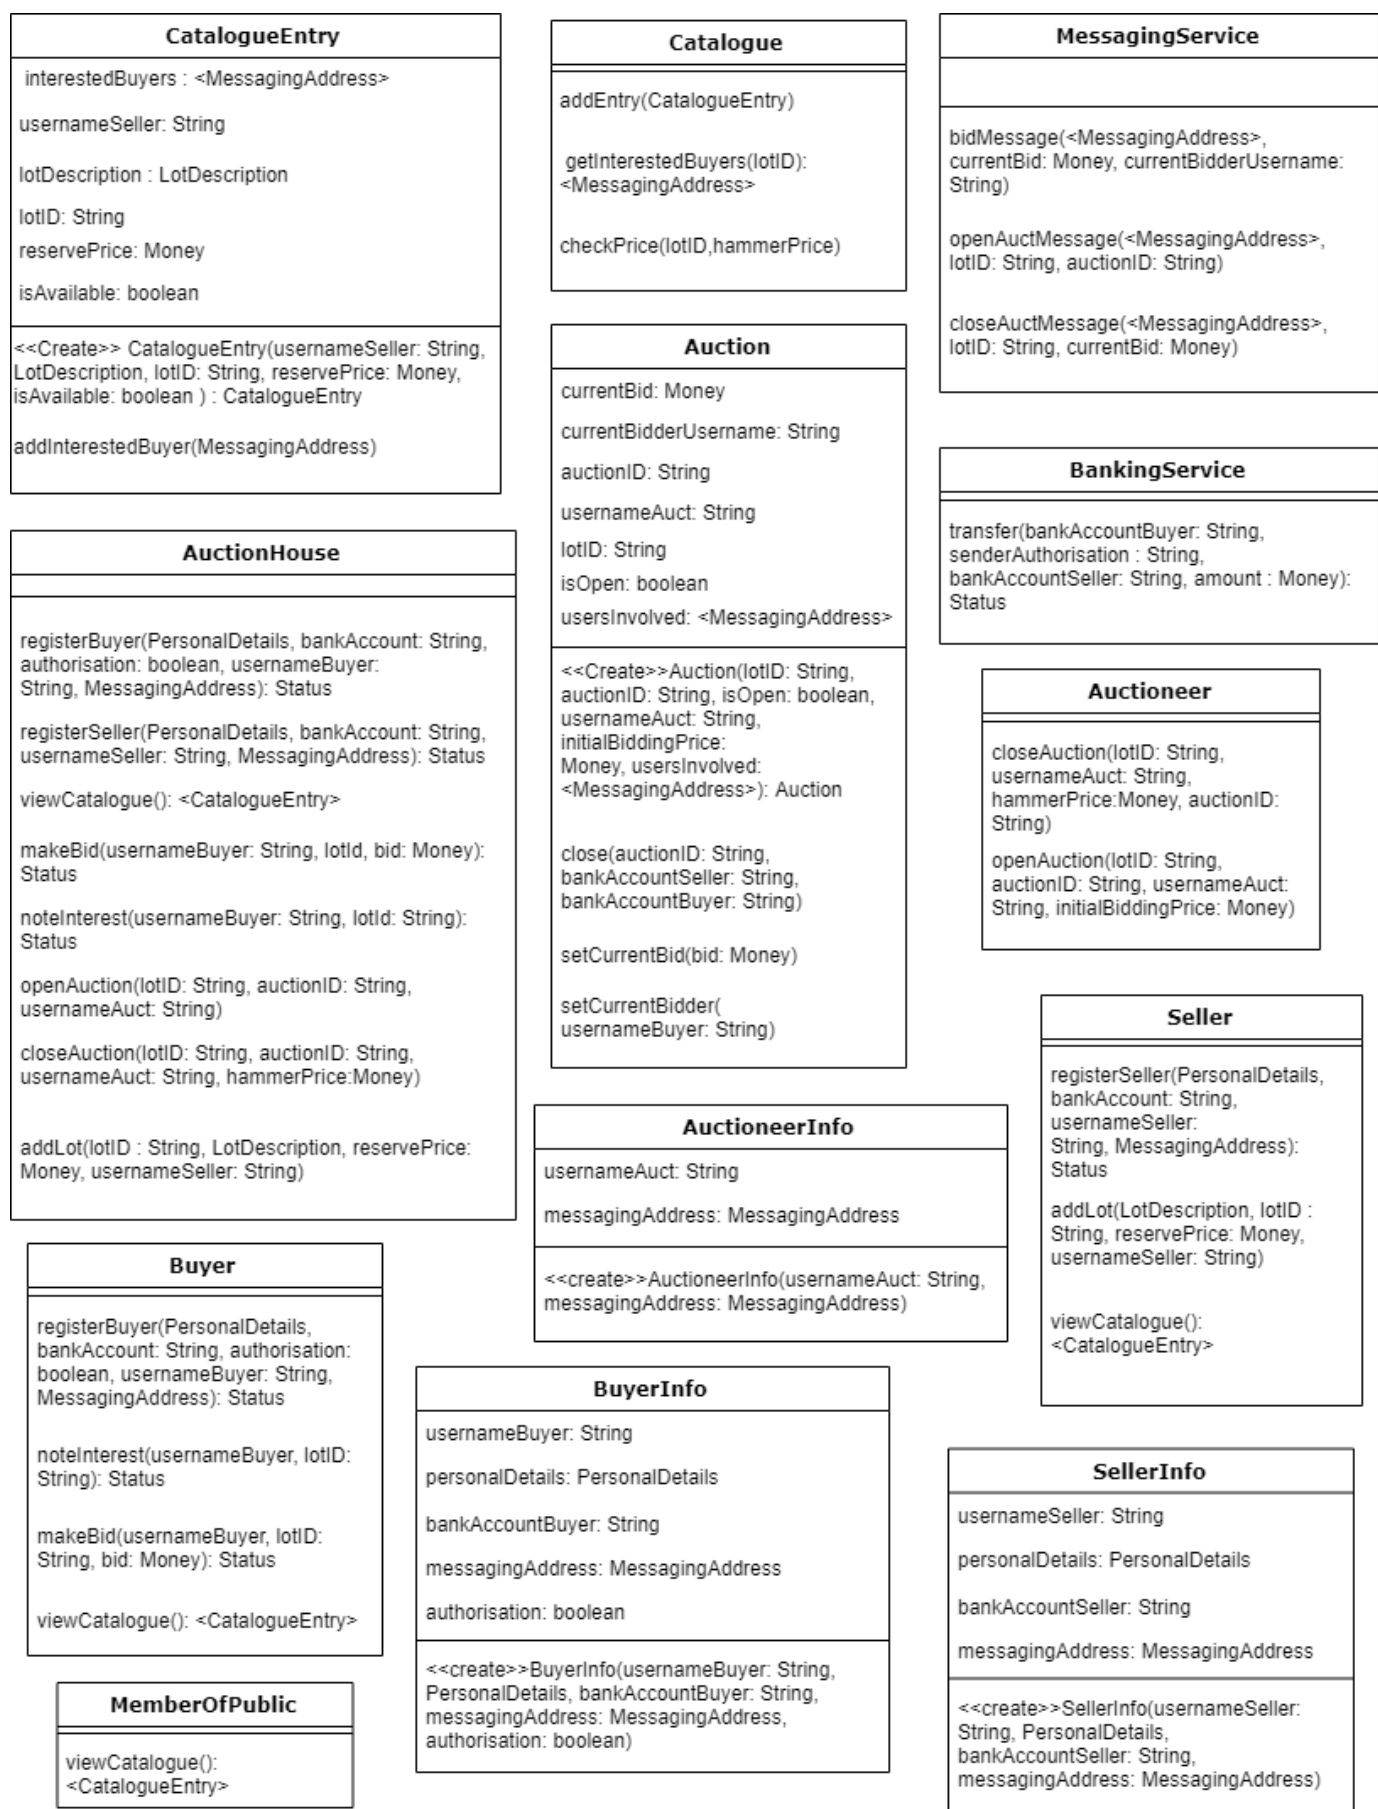 CatalogueEntry
interestedBuyers : <MessagingAddress>
usernameSeller: String
lotDescription : LotDescription
lotID: String
reservePrice: Money
isAvailable: boolean
<<Create>> CatalogueEntry(usernameSeller: String,
LotDescription, lotID: String, reservePrice: Money,
isAvailable: boolean ) : CatalogueEntry
addInterestedBuyer(MessagingAddress)
Catalogue
addEntry(CatalogueEntry)
getInterestedBuyers(lotID):
<MessagingAddress>
checkPrice(lotID,hammerPrice)
MessagingService
bidMessage(<MessagingAddress>,
currentBid: Money, currentBidderUsername:
String)
openAuctMessage(<MessagingAddress>,
lotID: String, auctionID: String)
closeAuctMessage(<MessagingAddress>,
lotID: String, currentBid: Money)
Auction
currentBid: Money
currentBidderUsername: String
auctionID: String
usernameAuct: String
lotID: String
isOpen: boolean
usersInvolved: <MessagingAddress>
<<Create>>Auction(lotID: String,
auctionID: String, isOpen: boolean,
usernameAuct: String,
initialBiddingPrice:
Money, usersInvolved:
<MessagingAddress>): Auction
close(auctionID: String,
bankAccountSeller: String,
bankAccountBuyer: String)
setCurrentBid(bid: Money)
setCurrentBidder(
usernameBuyer: String)
BankingService
transfer(bankAccountBuyer: String,
senderAuthorisation : String,
bankAccountSeller: String, amount : Money):
Status
AuctionHouse
registerBuyer(PersonalDetails, bankAccount: String,
authorisation: boolean, usernameBuyer:
String, MessagingAddress): Status
registerSeller(PersonalDetails, bankAccount: String,
usernameSeller: String, MessagingAddress): Status
viewCatalogue(): <CatalogueEntry>
makeBid(usernameBuyer: String, lotId, bid: Money):
Status
noteInterest(usernameBuyer: String, lotId: String):
Status
openAuction(lotID: String, auctionID: String,
usernameAuct: String)
closeAuction(lotID: String, auctionID: String,
usernameAuct: String, hammerPrice:Money)
addLot(lotID : String, LotDescription, reservePrice:
Money, usernameSeller: String)
Auctioneer
closeAuction(lotID: String,
usernameAuct: String,
hammerPrice:Money, auctionID:
String)
openAuction(lotID: String,
auctionID: String, usernameAuct:
String, initialBiddingPrice: Money)
Seller
registerSeller(PersonalDetails,
bankAccount: String,
usernameSeller:
String, MessagingAddress):
Status
addLot(LotDescription, lotID :
String, reservePrice: Money,
usernameSeller: String)
viewCatalogue():
<CatalogueEntry>
AuctioneerInfo
usernameAuct: String
messagingAddress: MessagingAddress
<<create>>AuctioneerInfo(usernameAuct: String,
messagingAddress: MessagingAddress)
Buyer
registerBuyer(PersonalDetails,
bankAccount: String, authorisation:
boolean, usernameBuyer: String,
MessagingAddress): Status
noteInterest(usernameBuyer, lotID:
String): Status
makeBid(usernameBuyer, lotID:
String, bid: Money): Status
viewCatalogue(): <CatalogueEntry>
BuyerInfo
usernameBuyer: String
personalDetails: PersonalDetails
bankAccountBuyer: String
messagingAddress: MessagingAddress
authorisation: boolean
<<create>>BuyerInfo(usernameBuyer: String,
PersonalDetails, bankAccountBuyer: String,
messagingAddress: MessagingAddress,
authorisation: boolean)
SellerInfo
usernameSeller: String
personalDetails: PersonalDetails
bankAccountSeller: String
messagingAddress: MessagingAddress
<<create>>SellerInfo(usernameSeller:
String, PersonalDetails,
bankAccountSeller: String,
messagingAddress: MessagingAddress)
MemberOfPublic
viewCatalogue():
<CatalogueEntry>